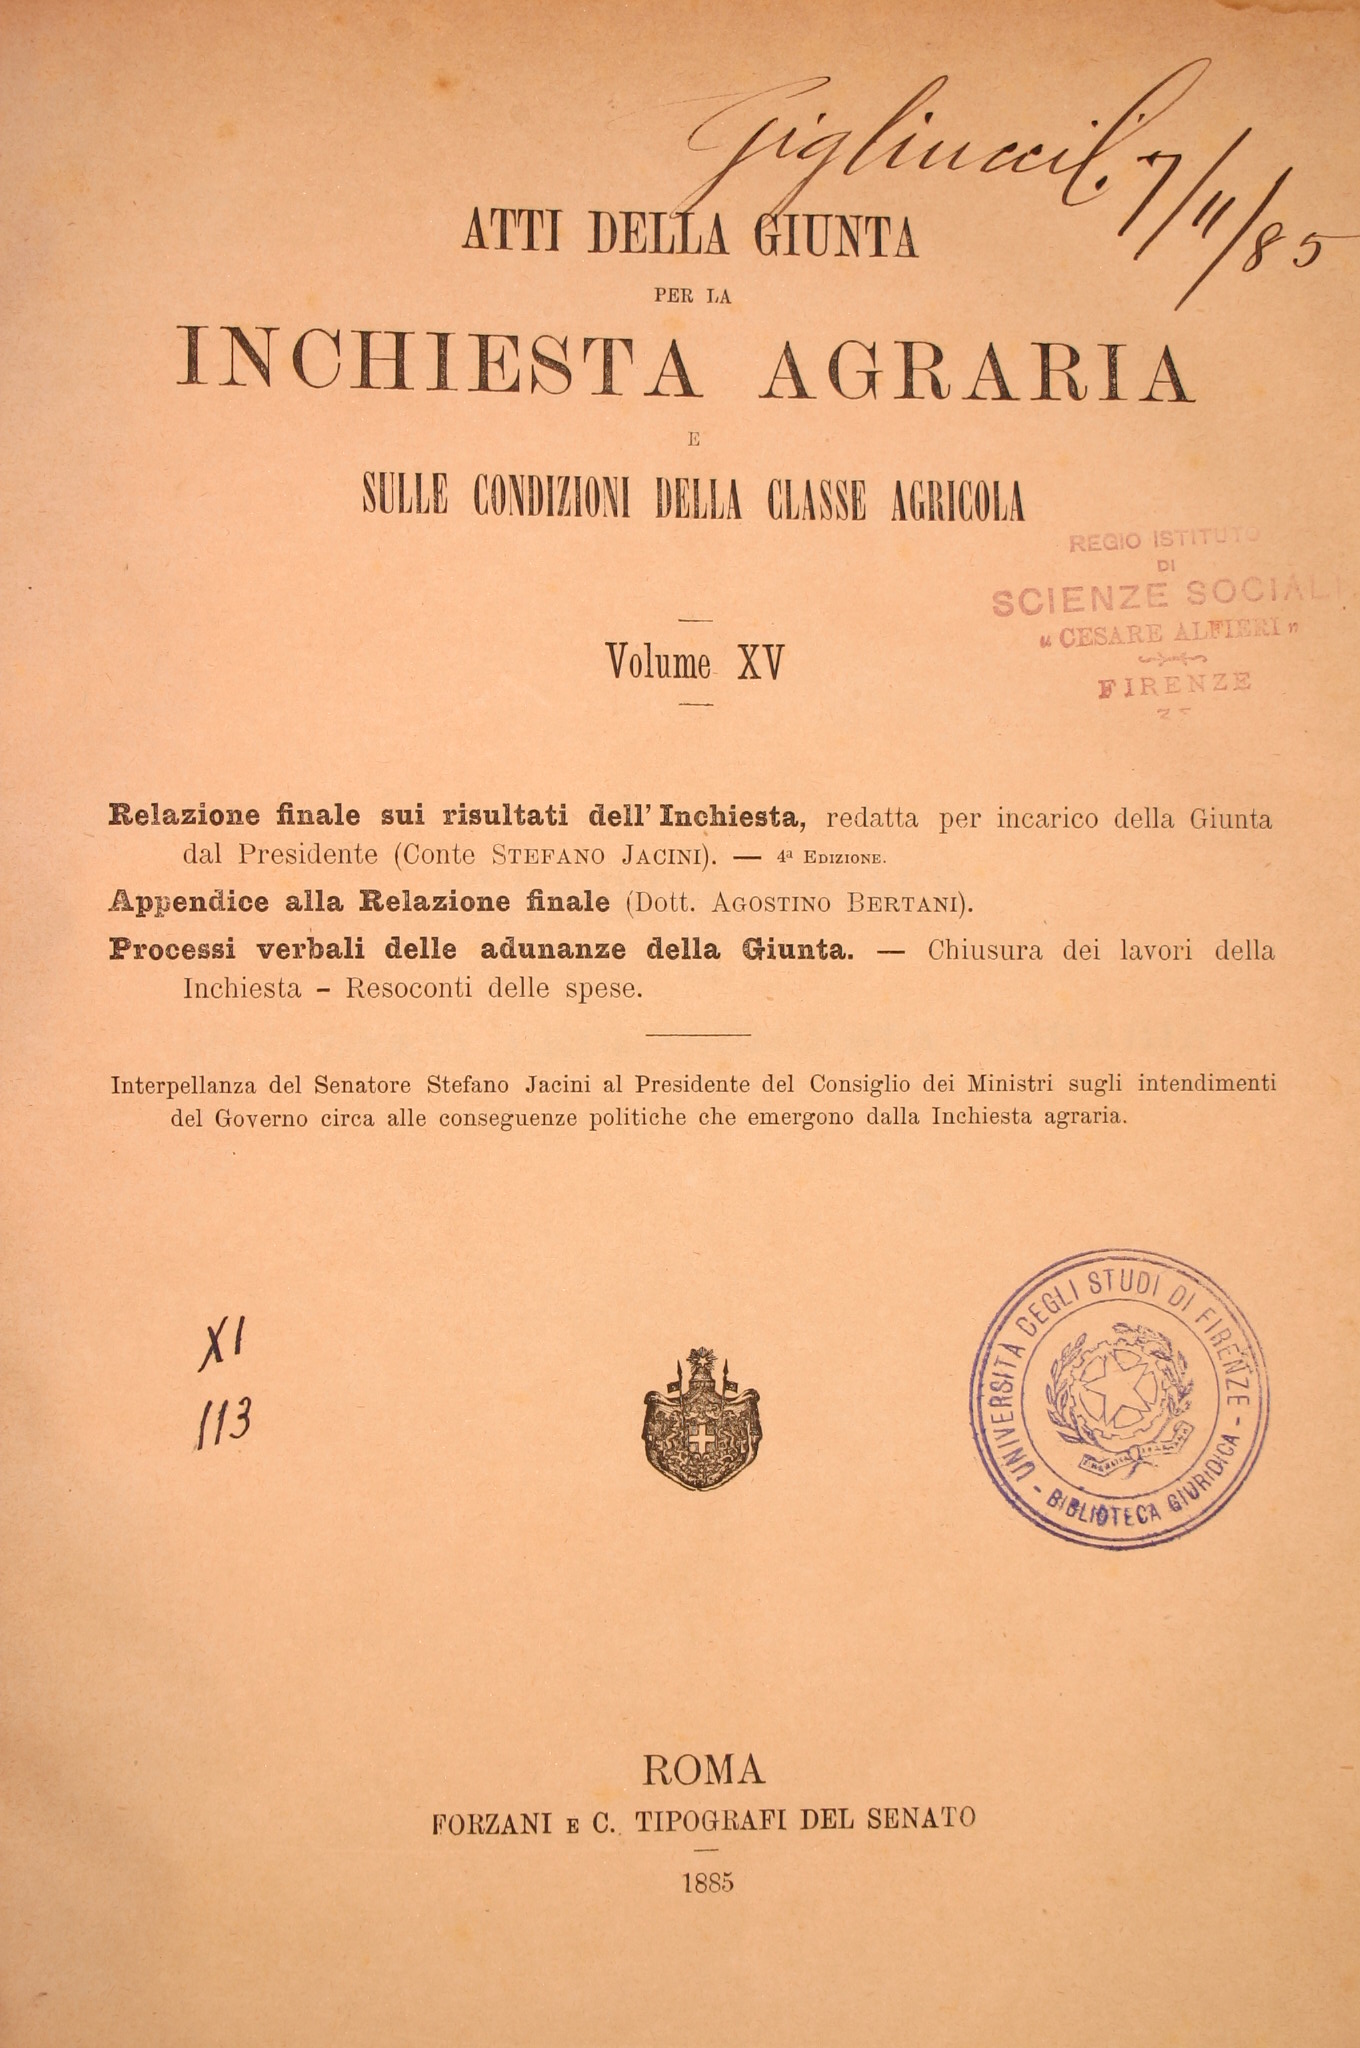 Gigliucci. 7/11/85
ATTI DELLA GIUNTA
PER LA
INCHIESTA AGRARIA
E
SULLE CONDIZIONI DELLA CLASSE AGRICOLA
REGIO ISTITUTO
DI
SCIENZE SOCIALI
"CESARE ALFIERI"
FIRENZE
Volume XV
Relazione finale sui risultati dell'Inchiesta, redatta per incarico della Giunta
dal Presidente (Conte STEFANO JACINI). — 4ª EDIZIONE.
Appendice alla Relazione finale (Dott. AGOSTINO BERTANI).
Processi verbali delle adunanze della Giunta. — Chiusura dei lavori della
Inchiesta - Resoconti delle spese.
Interpellanza del Senatore Stefano Jacini al Presidente del Consiglio dei Ministri sugli intendimenti
del Governo circa alle conseguenze politiche che emergono dalla Inchiesta agraria.
XI
113
UNIVERSITÀ DEGLI STUDI DI FIRENZE
- BIBLIOTECA GIURIDICA -
ROMA
FORZANI E C. TIPOGRAFI DEL SENATO
1885